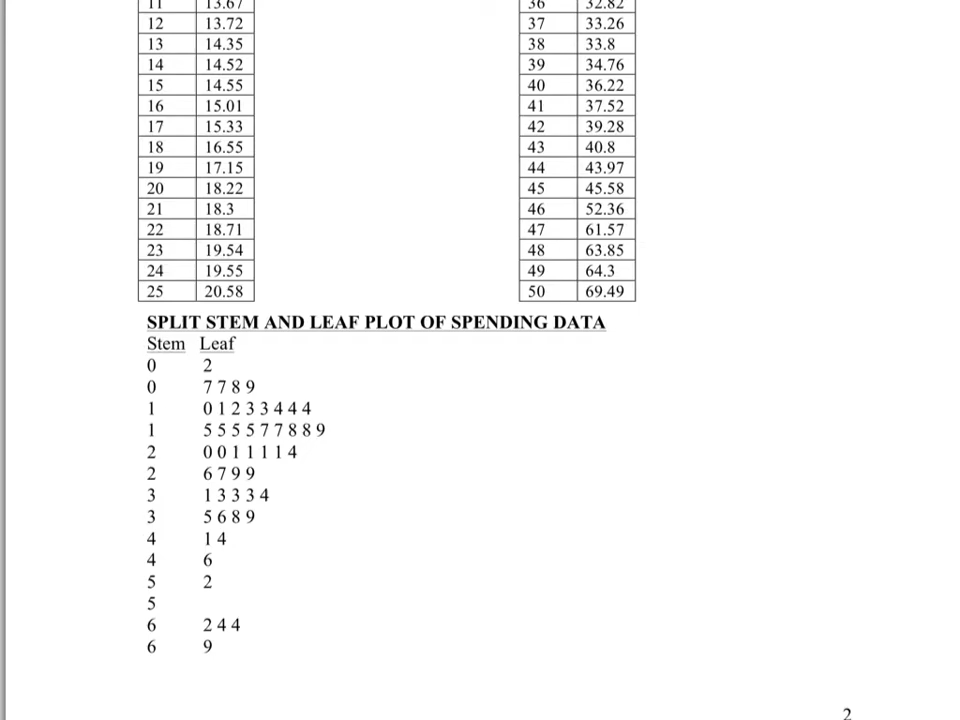 11 13.67 36 32.82
12 13.72 37 33.26
13 14.35 38 33.8
14 14.52 39 34.76
15 14.55 40 36.22
16 15.01 41 37.52
17 15.33 42 39.28
18 16.55 43 40.8
19 17.15 44 43.97
20 18.22 45 45.58
21 18.3 46 52.36
22 18.71 47 61.57
23 19.54 48 63.85
24 19.55 49 64.3
25 20.58 50 69.49
SPLIT STEM AND LEAF PLOT OF SPENDING DATA
Stem Leaf
0 2
0 7 7 8 9
1 0 1 2 3 3 4 4 4
1 5 5 5 5 7 7 8 8 9
2 0 0 1 1 1 1 4
2 6 7 9 9
3 1 3 3 3 4
3 5 6 8 9
4 1 4
4 6
5 2
5
6 2 4 4
6 9
2